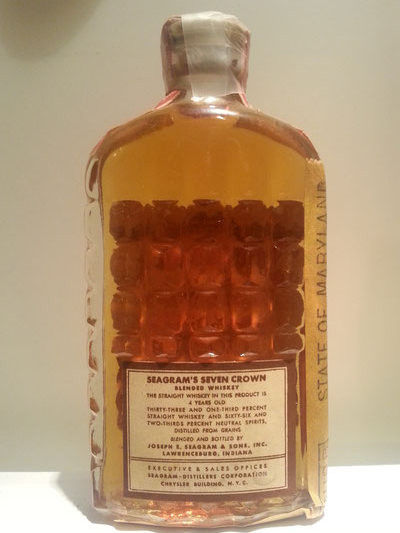 SEAGRAM'S SEVEN CROWN
BLENDED WHISKEY
THE STRAIGHT WHISKEY IN THIS PRODUCT IS
4 YEARS OLD
THIRTY-THREE AND ONE-THIRD PERCENT
STRAIGHT WHISKEY AND SIXTY-SIX AND
TWO-THIRDS PERCENT NEUTRAL SPIRITS,
DISTILLED FROM GRAINS
BLENDED AND BOTTLED BY
JOSEPH E. SEAGRAM & SONS, INC.
LAWRENCEBURG, INDIANA
EXECUTIVE & SALES OFFICES
SEAGRAM-DISTILLERS CORPORATION
CHRYSLER BUILDING, N. Y. C.
STATE OF MARYLAND